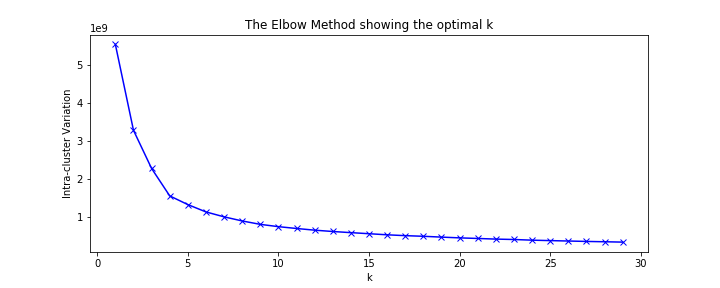 The Elbow Method showing the optimal k
1e9
5
4
3
2
1
Intra-cluster Variation
0 5 10 15 20 25 30
k